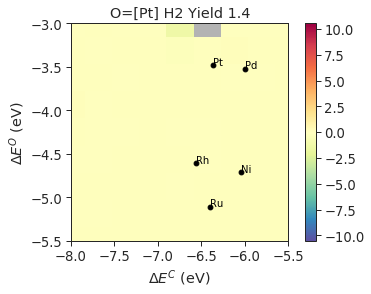 O=[Pt] H2 Yield 1.4
−3.0
−3.5
−4.0
−4.5
−5.0
−5.5
ΔE^O (eV)
Pt
Pd
Rh
Ni
Ru
−8.0 −7.5 −7.0 −6.5 −6.0 −5.5
ΔE^C (eV)
10.0
7.5
5.0
2.5
0.0
−2.5
−5.0
−7.5
−10.0